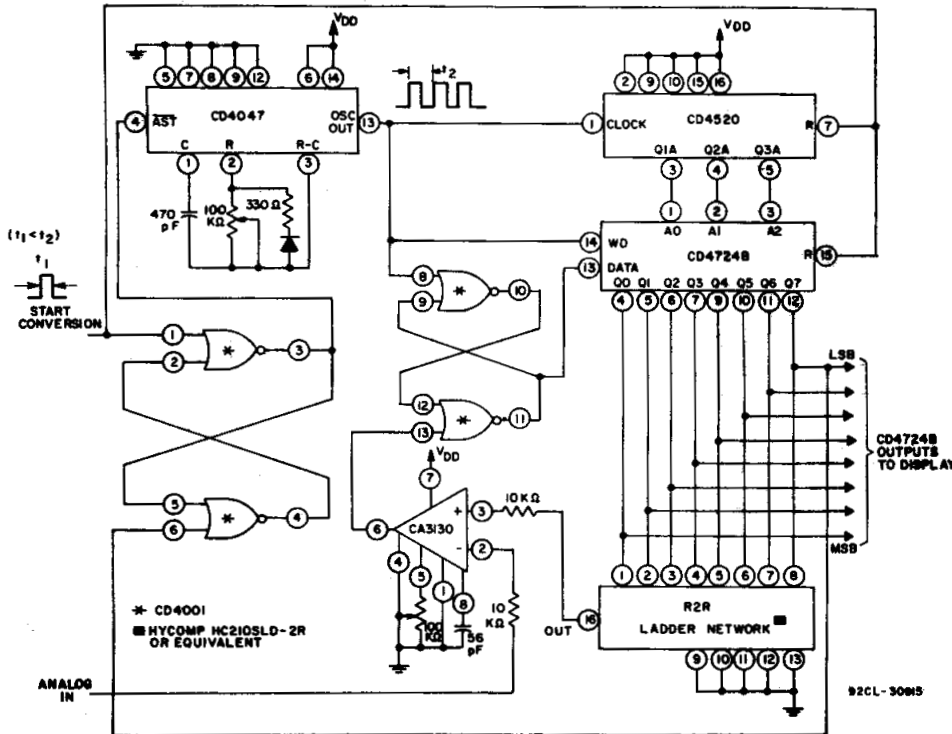 VDD
5 7 8 9 12 6 14
4 AST CD4047 OSC OUT 13
C R R-C
1 2 3
470 pF
100 KΩ
330 Ω
t2
VDD
2 9 10 15 16
1 CLOCK CD4520 R 7
Q1A Q2A Q3A
3 4 5
1 2 3
A0 A1 A2
14 WD CD4724B R 15
13 DATA
Q0 Q1 Q2 Q3 Q4 Q5 Q6 Q7
4 5 6 7 9 10 11 12
(t1 < t2)
t1
START CONVERSION
1
2
3
5
6
4
8
9
10
12
13
11
LSB
CD4724B OUTPUTS TO DISPLAY
MSB
VDD
7
6 CA3130 + 3 10KΩ
- 2
4 5 1 8
100 KΩ
56 pF
10 KΩ
1 2 3 4 5 6 7 8
OUT 16
R2R
LADDER NETWORK
9 10 11 12 13
* CD4001
HYCOMP HC210SLD-2R
OR EQUIVALENT
ANALOG IN
92CL-30915